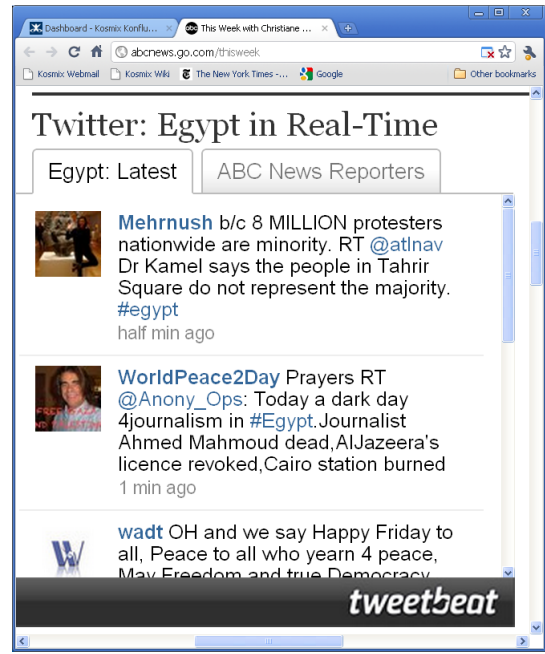 Dashboard - Kosmix Konflu...
This Week with Christiane ...
abcnews.go.com/thisweek
Kosmix Webmail Kosmix Wiki The New York Times -... Google Other bookmarks
Twitter: Egypt in Real-Time
Egypt: Latest ABC News Reporters
Mehrnush b/c 8 MILLION protesters
nationwide are minority. RT @atlnav
Dr Kamel says the people in Tahrir
Square do not represent the majority.
#egypt
half min ago
WorldPeace2Day Prayers RT
@Anony_Ops: Today a dark day
4journalism in #Egypt.Journalist
Ahmed Mahmoud dead,AlJazeera's
licence revoked,Cairo station burned
1 min ago
wadt OH and we say Happy Friday to
all, Peace to all who yearn 4 peace,
May Freedom and true Democracy
tweetbeat